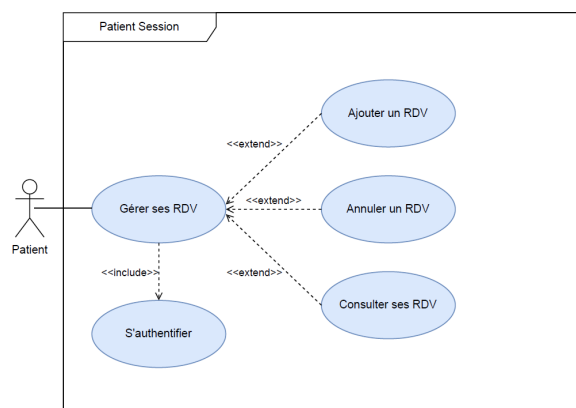 Patient Session
Ajouter un RDV
<<extend>>
Gérer ses RDV
<<extend>>
Annuler un RDV
Patient
<<include>>
<<extend>>
Consulter ses RDV
S'authentifier